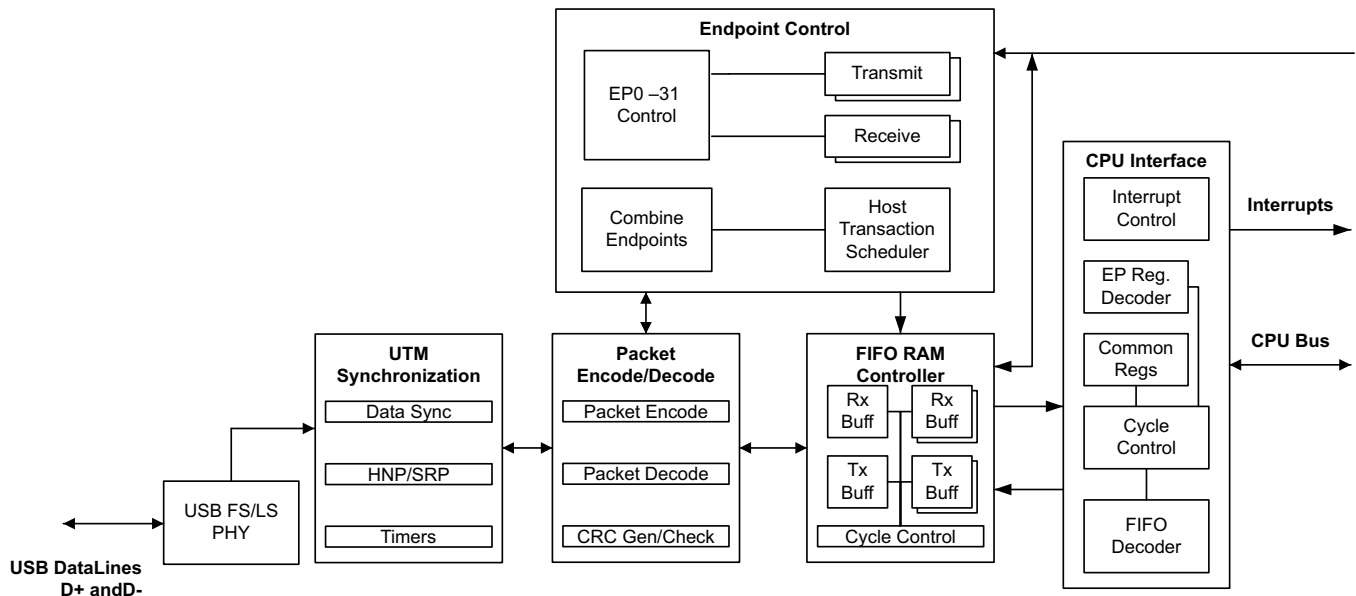 Endpoint Control
EP0 –31
Control
Transmit
Receive
Combine
Endpoints
Host
Transaction
Scheduler
CPU Interface
Interrupt
Control
EP Reg.
Decoder
Common
Regs
Cycle
Control
FIFO
Decoder
Interrupts
CPU Bus
UTM
Synchronization
Data Sync
HNP/SRP
Timers
Packet
Encode/Decode
Packet Encode
Packet Decode
CRC Gen/Check
FIFO RAM
Controller
Rx
Buff
Rx
Buff
Tx
Buff
Tx
Buff
Cycle Control
USB FS/LS
PHY
USB DataLines
D+ andD-